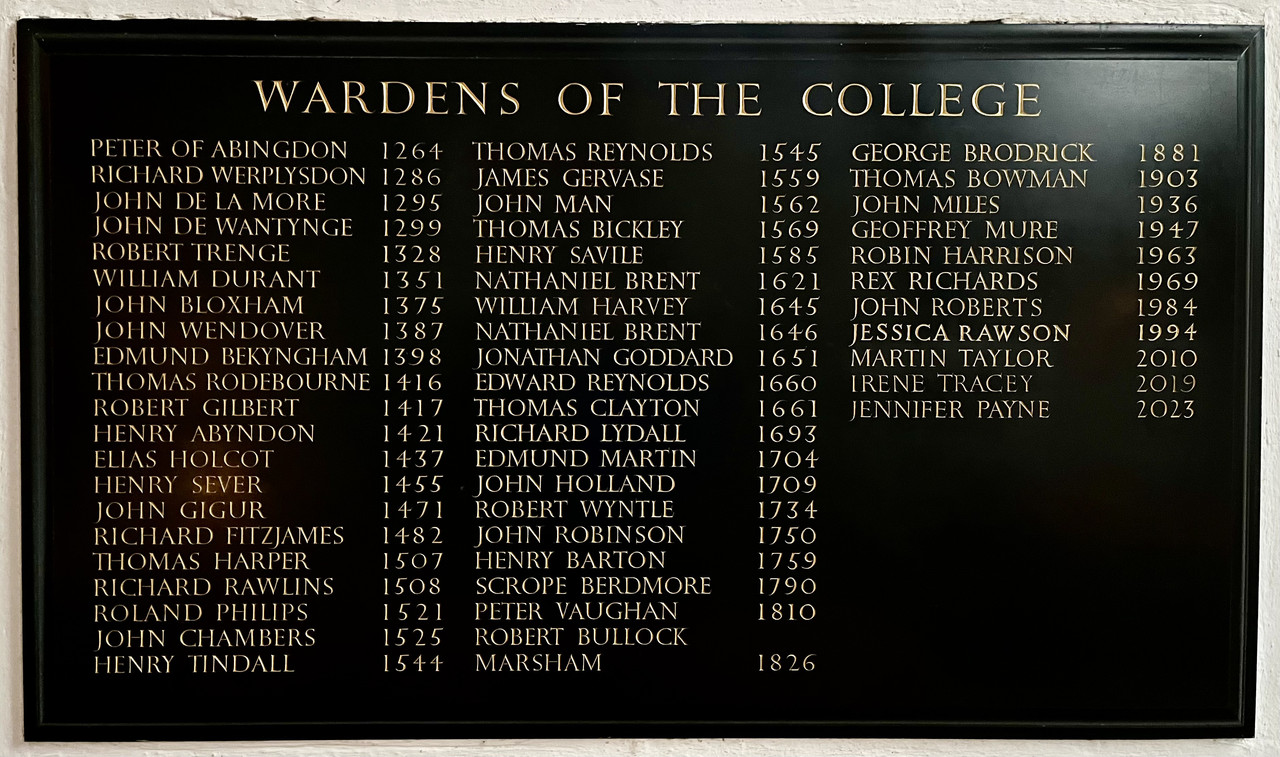 WARDENS OF THE COLLEGE
PETER OF ABINGDON 1264
RICHARD WERPLYSDON 1286
JOHN DE LA MORE 1295
JOHN DE WANTYNGE 1299
ROBERT TRENGE 1328
WILLIAM DURANT 1351
JOHN BLOXHAM 1375
JOHN WENDOVER 1387
EDMUND BEKYNGHAM 1398
THOMAS RODEBOURNE 1416
ROBERT GILBERT 1417
HENRY ABYNDON 1421
ELIAS HOLCOT 1437
HENRY SEVER 1455
JOHN GIGUR 1471
RICHARD FITZJAMES 1482
THOMAS HARPER 1507
RICHARD RAWLINS 1508
ROLAND PHILIPS 1521
JOHN CHAMBERS 1525
HENRY TINDALL 1544
THOMAS REYNOLDS 1545
JAMES GERVASE 1559
JOHN MAN 1562
THOMAS BICKLEY 1569
HENRY SAVILE 1585
NATHANIEL BRENT 1621
WILLIAM HARVEY 1645
NATHANIEL BRENT 1646
JONATHAN GODDARD 1651
EDWARD REYNOLDS 1660
THOMAS CLAYTON 1661
RICHARD LYDALL 1693
EDMUND MARTIN 1704
JOHN HOLLAND 1709
ROBERT WYNTLE 1734
JOHN ROBINSON 1750
HENRY BARTON 1759
SCROPE BERDMORE 1790
PETER VAUGHAN 1810
ROBERT BULLOCK
MARSHAM 1826
GEORGE BRODRICK 1881
THOMAS BOWMAN 1903
JOHN MILES 1936
GEOFFREY MURE 1947
ROBIN HARRISON 1963
REX RICHARDS 1969
JOHN ROBERTS 1984
JESSICA RAWSON 1994
MARTIN TAYLOR 2010
IRENE TRACEY 2019
JENNIFER PAYNE 2023